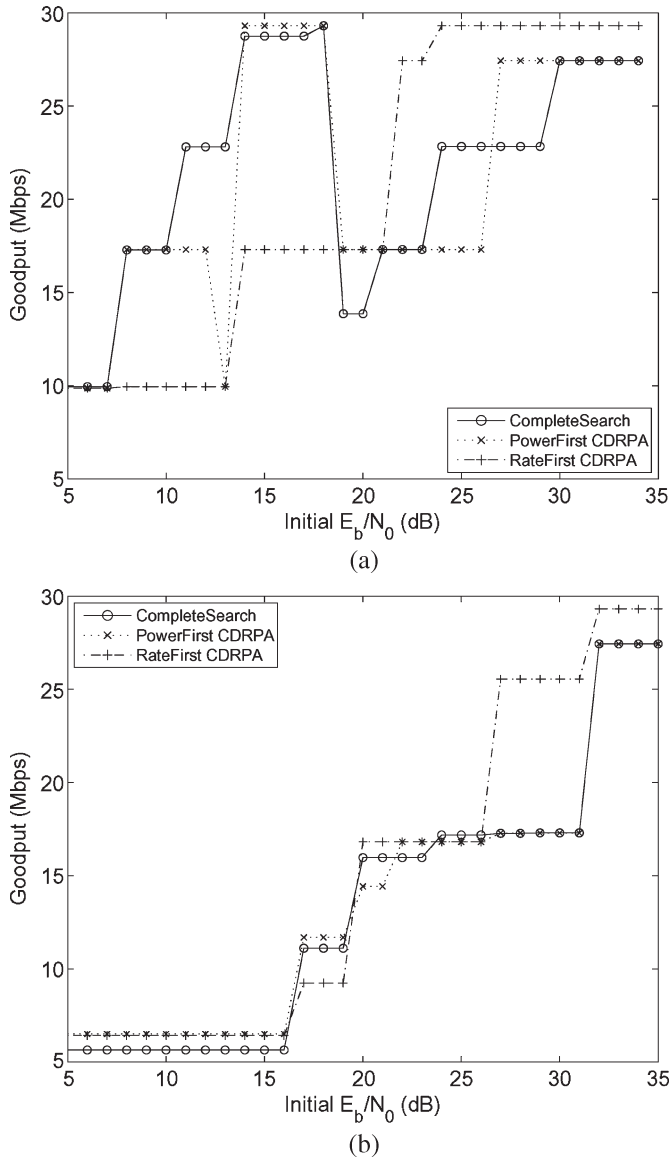 30
25
20
15
10
5
Goodput (Mbps)
CompleteSearch
PowerFirst CDRPA
RateFirst CDRPA
5 10 15 20 25 30 35
Initial E_b/N_0 (dB)
(a)
30
25
20
15
10
5
Goodput (Mbps)
CompleteSearch
PowerFirst CDRPA
RateFirst CDRPA
5 10 15 20 25 30 35
Initial E_b/N_0 (dB)
(b)